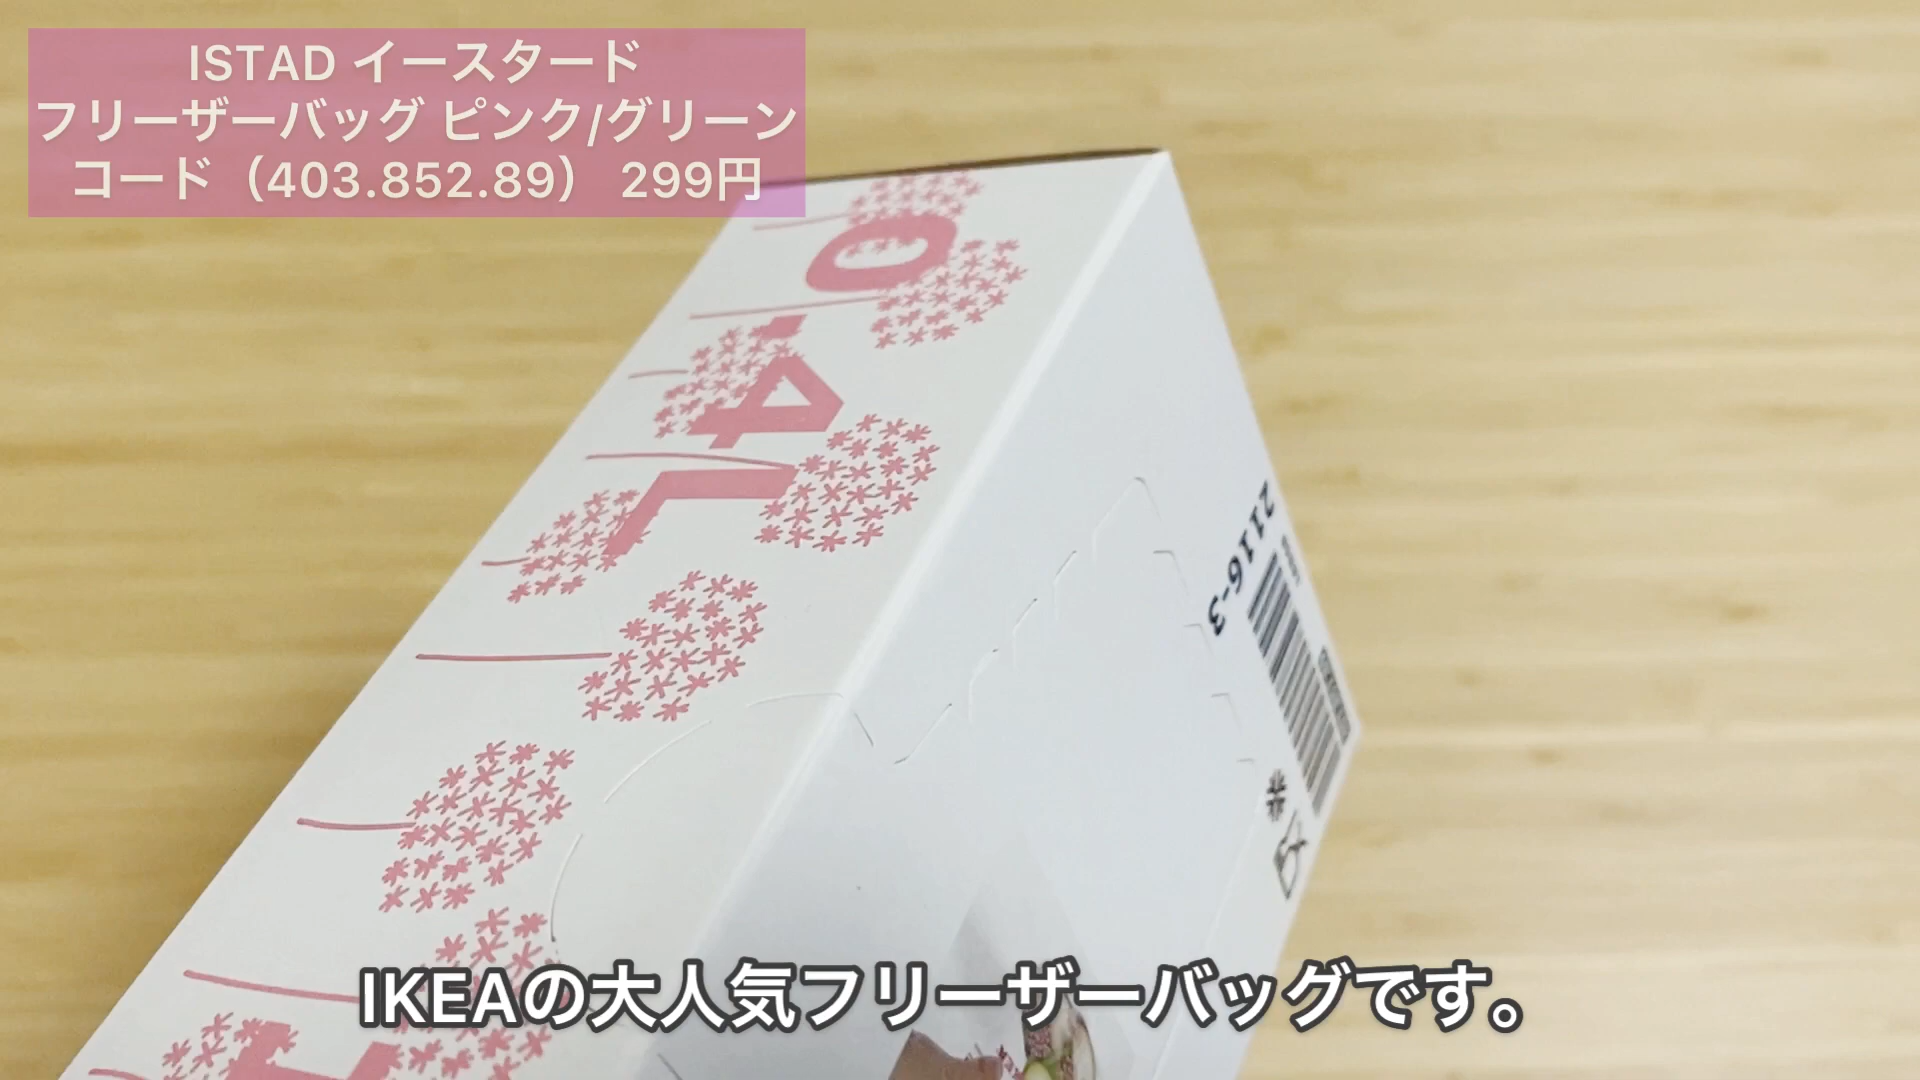 ISTAD イースタード
フリーザーバッグ ピンク/グリーン
コード（403.852.89） 299円
0.4L
2116-3
IKEAの大人気フリーザーバッグです。